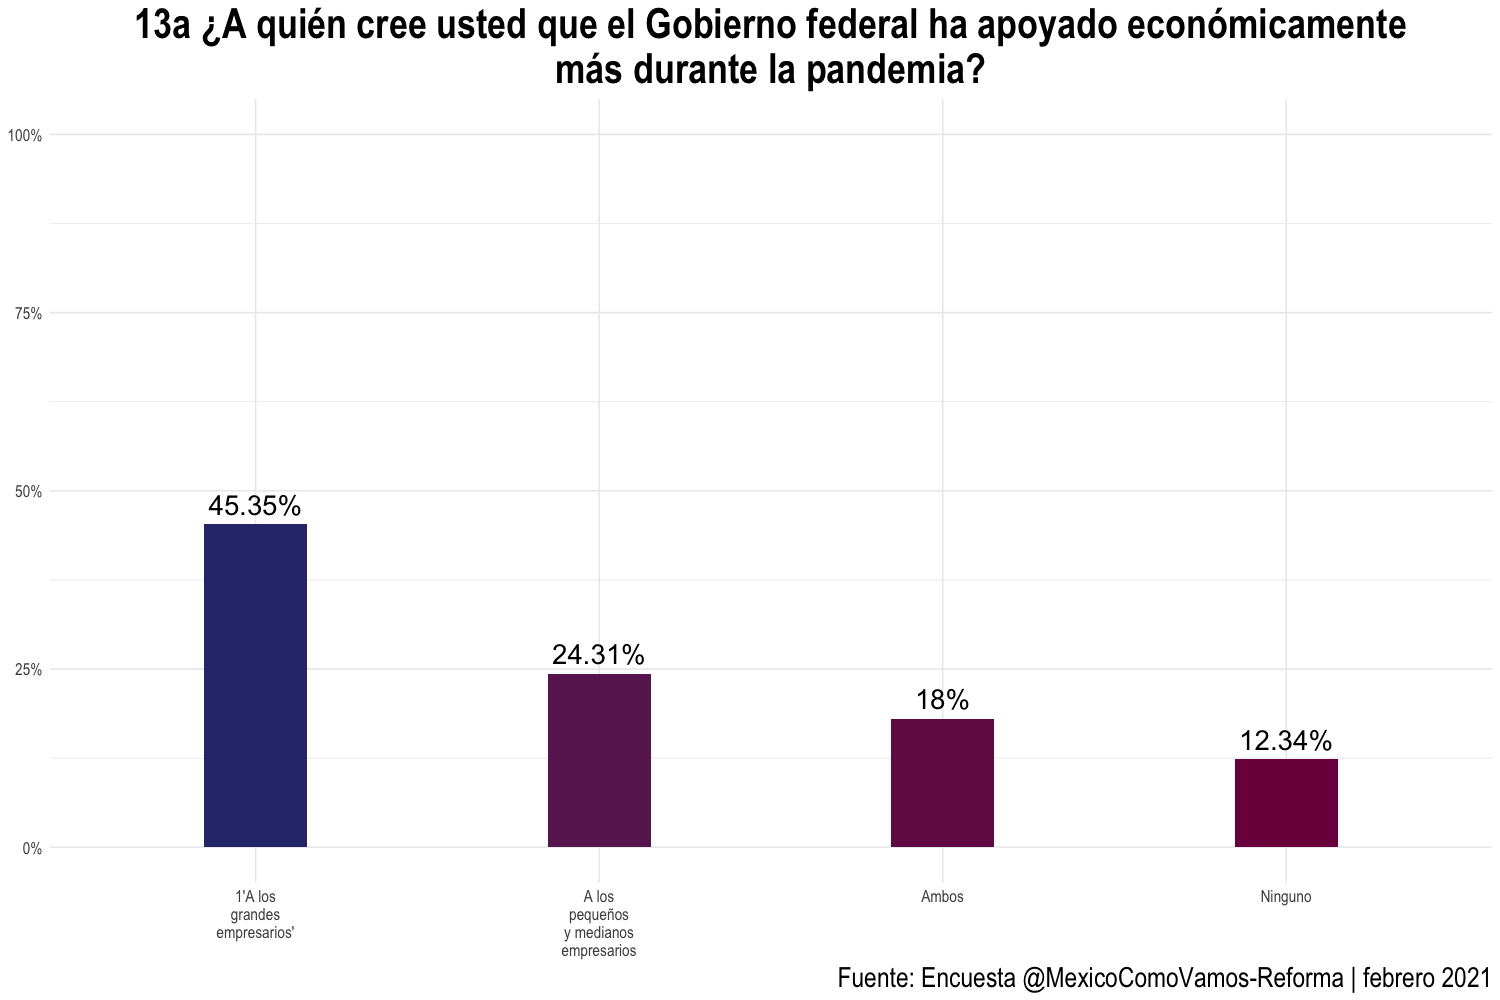 13a ¿A quién cree usted que el Gobierno federal ha apoyado económicamente
más durante la pandemia?
100%
75%
50%
25%
0%
45.35%
24.31%
18%
12.34%
1'A los
grandes
empresarios'
A los
pequeños
y medianos
empresarios
Ambos
Ninguno
Fuente: Encuesta @MexicoComoVamos-Reforma | febrero 2021